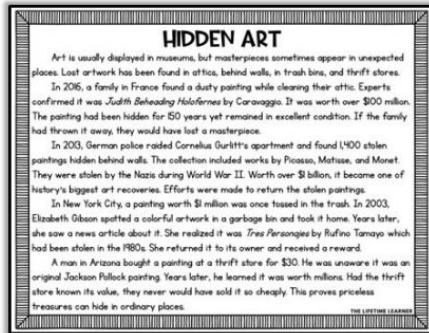 HIDDEN ART
Art is usually displayed in museums, but masterpieces sometimes appear in unexpected
places. Lost artwork has been found in attics, behind walls, in trash bins, and thrift stores.
In 2016, a family in France found a dusty painting while cleaning their attic. Experts
confirmed it was Judith Beheading Holofernes by Caravaggio. It was worth over $100 million.
The painting had been hidden for 150 years yet remained in excellent condition. If the family
had thrown it away, they would have lost a masterpiece.
In 2013, German police raided Cornelius Gurlitt's apartment and found 1,400 stolen
paintings hidden behind walls. The collection included works by Picasso, Matisse, and Monet.
They were stolen by the Nazis during World War II. Worth over $1 billion, it became one of
history's biggest art recoveries. Efforts were made to return the stolen paintings.
In New York City, a painting worth $1 million was once tossed in the trash. In 2003,
Elizabeth Gibson spotted a colorful artwork in a garbage bin and took it home. Years later,
she saw a news article about it. She realized it was Tres Personajes by Rufino Tamayo which
had been stolen in the 1980s. She returned it to its owner and received a reward.
A man in Arizona bought a painting at a thrift store for $30. He was unaware it was an
original Jackson Pollock painting. Years later, he learned it was worth millions. Had the thrift
store known its value, they never would have sold it so cheaply. This proves priceless
treasures can hide in ordinary places.
THE LIFETIME LEARNER